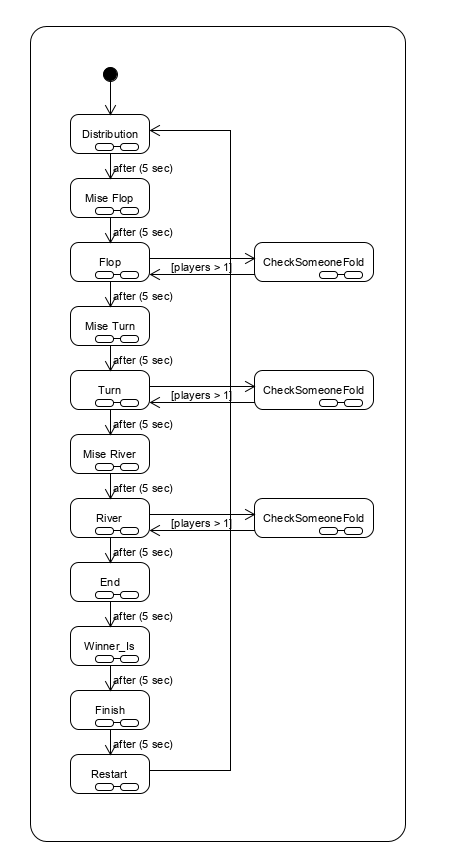 Distribution
after (5 sec)
Mise Flop
after (5 sec)
Flop
[players > 1]
CheckSomeoneFold
after (5 sec)
Mise Turn
after (5 sec)
Turn
[players > 1]
CheckSomeoneFold
after (5 sec)
Mise River
after (5 sec)
River
[players > 1]
CheckSomeoneFold
after (5 sec)
End
after (5 sec)
Winner_Is
after (5 sec)
Finish
after (5 sec)
Restart